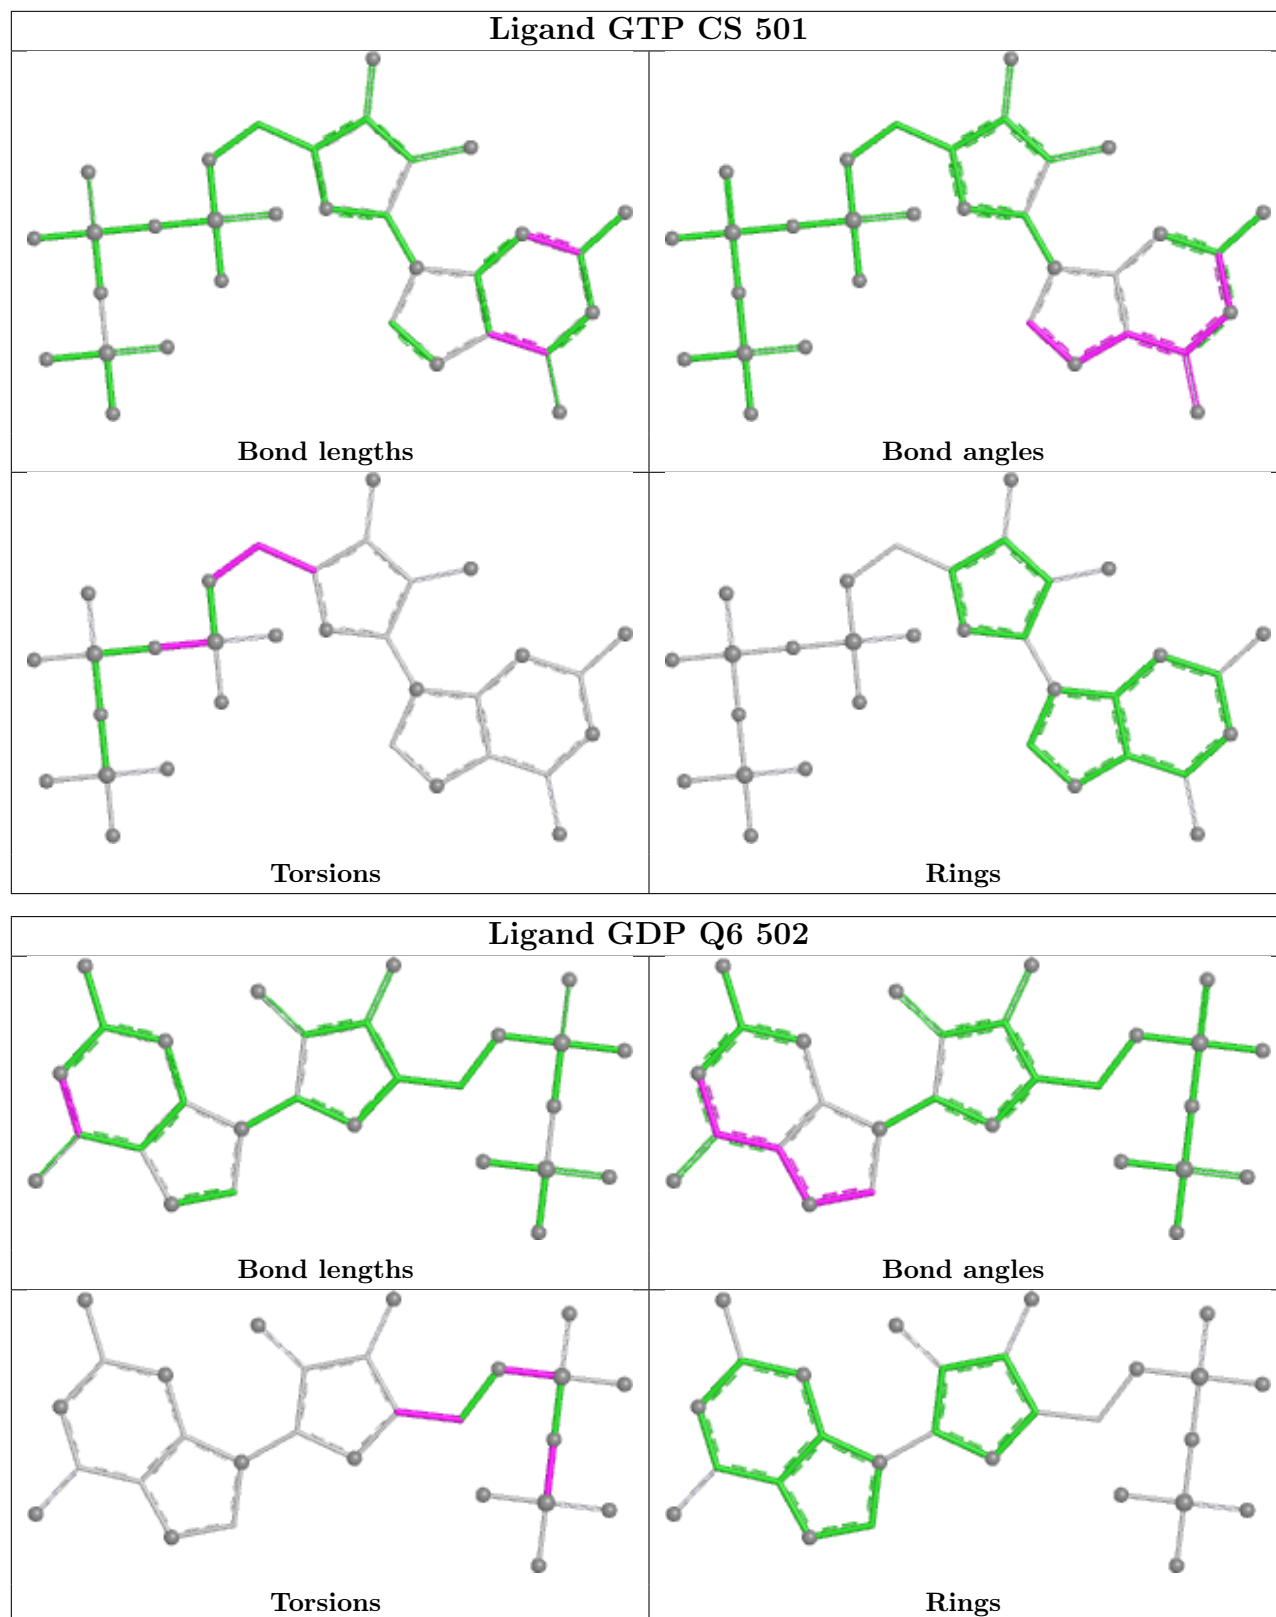 Ligand GTP CS 501
Bond lengths
Bond angles
Torsions
Rings
Ligand GDP Q6 502
Bond lengths
Bond angles
Torsions
Rings